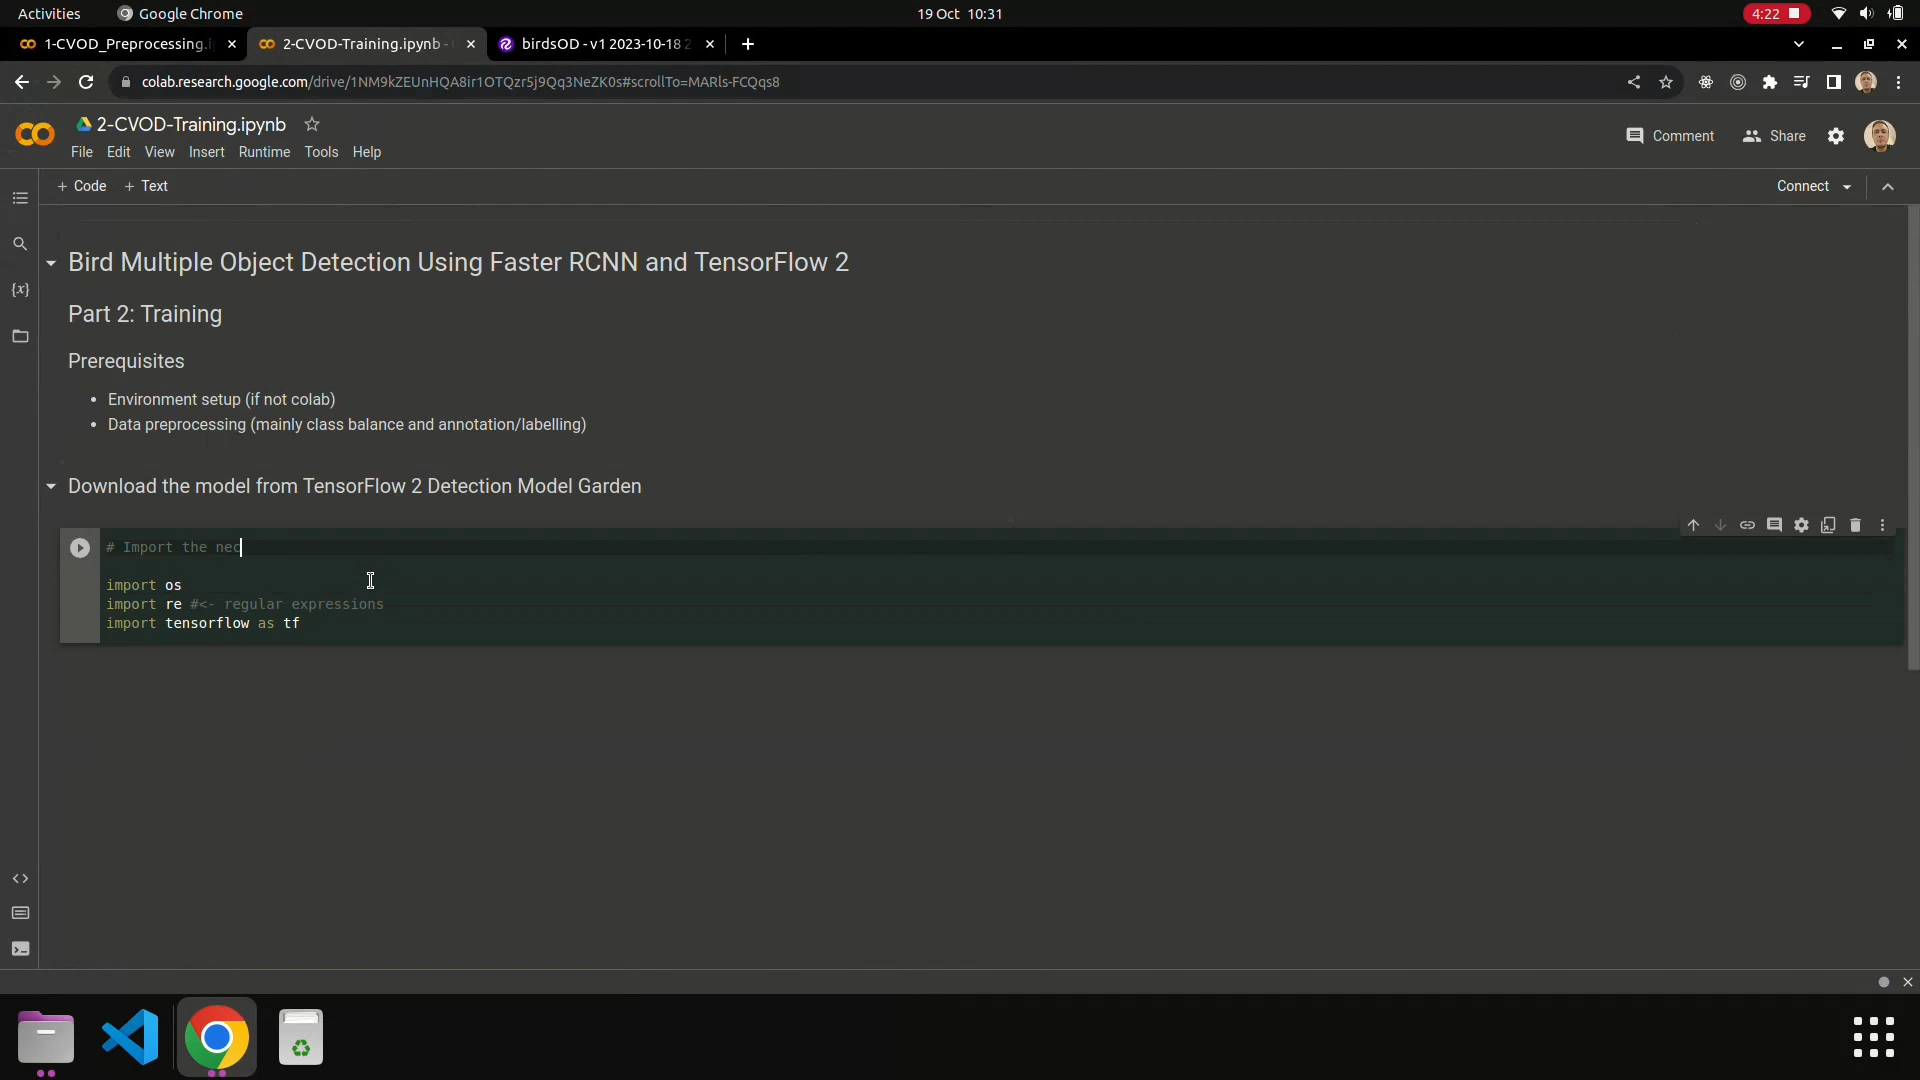 Activities
Google Chrome
19 Oct 10:31
4:22
1-CVOD_Preprocessing.i
2-CVOD-Training.ipynb -
birdsOD - v1 2023-10-18 2
colab.research.google.com/drive/1NM9kZEUnHQA8ir1OTQzr5j9Qq3NeZK0s#scrollTo=MARls-FCQqs8
2-CVOD-Training.ipynb
File Edit View Insert Runtime Tools Help
Comment
Share
+ Code + Text
Connect
{x}
Bird Multiple Object Detection Using Faster RCNN and TensorFlow 2
Part 2: Training
Prerequisites
• Environment setup (if not colab)
• Data preprocessing (mainly class balance and annotation/labelling)
Download the model from TensorFlow 2 Detection Model Garden
# Import the nec
import os
import re #<- regular expressions
import tensorflow as tf